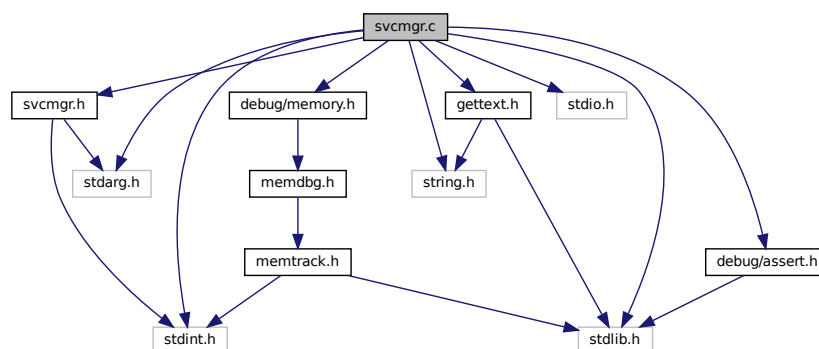 svcmgr.c
svcmgr.h
debug/memory.h
gettext.h
stdio.h
stdarg.h
memdbg.h
string.h
memtrack.h
debug/assert.h
stdint.h
stdlib.h